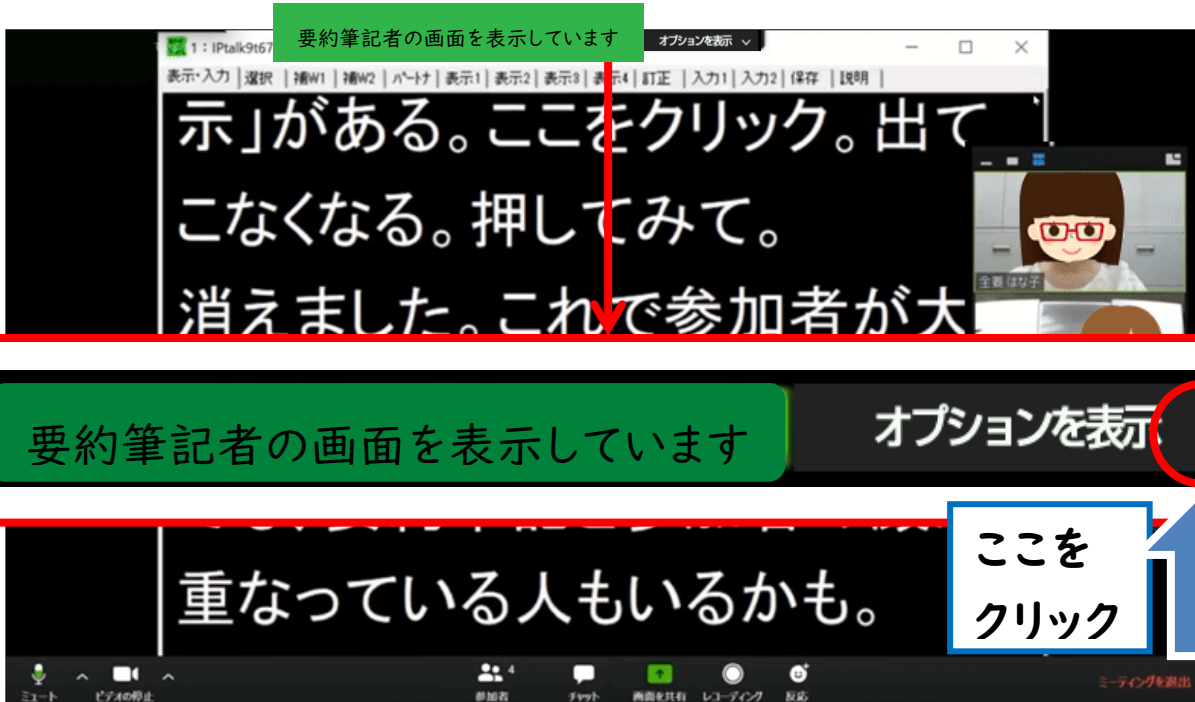 要約筆記者の画面を表示しています
オプションを表示
1：IPtalk9t67
表示・入力 | 選択 | 補W1 | 補W2 | パートナ | 表示1 | 表示2 | 表示3 | 表示4 | 訂正 | 入力1 | 入力2 | 保存 | 説明 |
示」がある。ここをクリック。出て
こなくなる。押してみて。
消えました。これで参加者が大
全要 はな子
要約筆記者の画面を表示しています
オプションを表示
ここを
クリック
重なっている人もいるかも。
ミュート
ビデオの停止
参加者
4
チャット
画面を共有
レコーディング
反応
ミーティングを退出